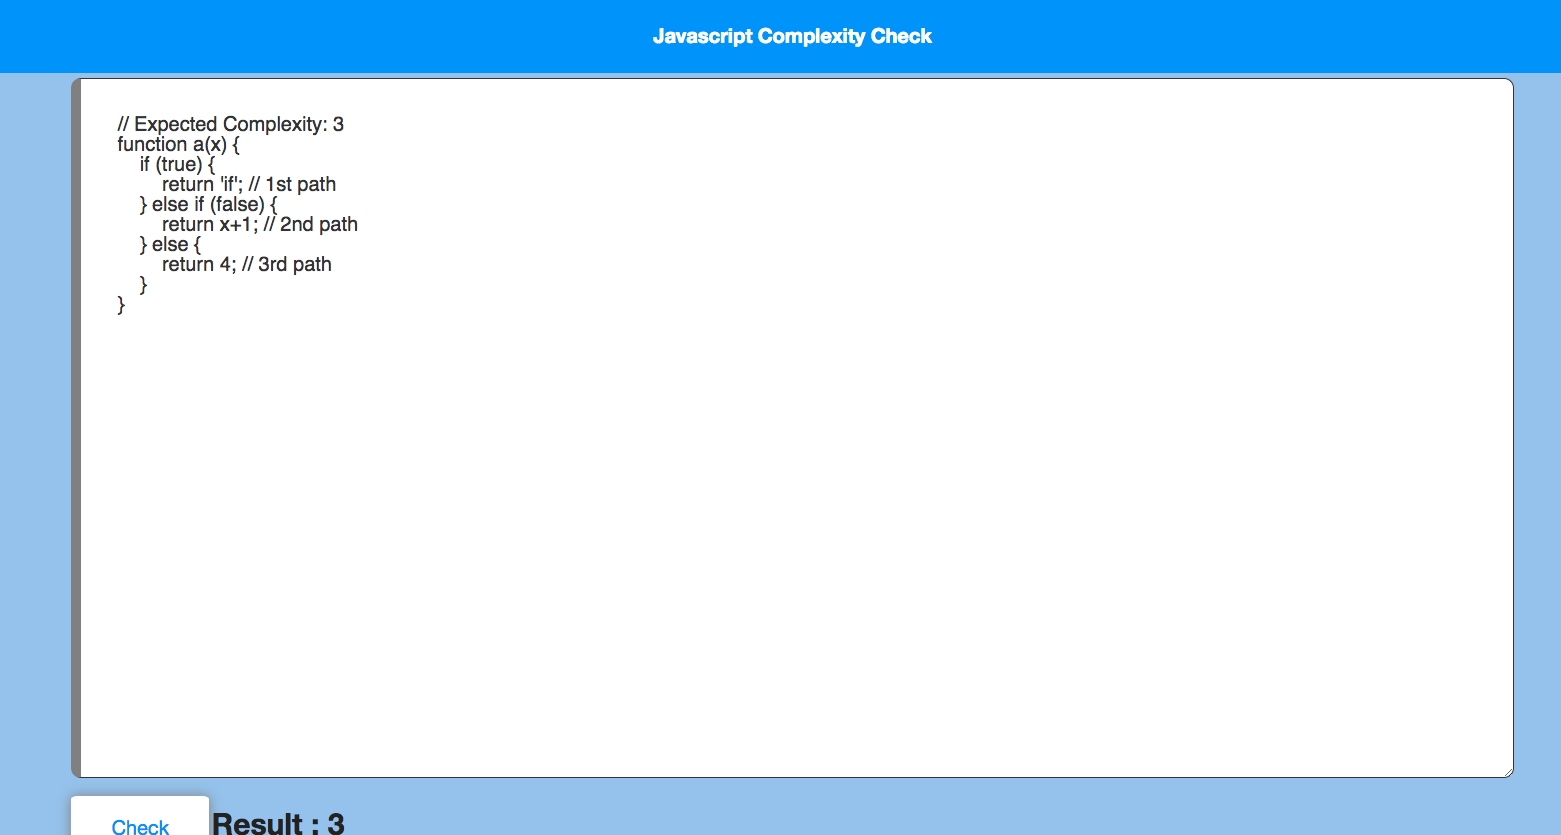 Javascript Complexity Check
// Expected Complexity: 3
function a(x) {
    if (true) {
        return 'if'; // 1st path
    } else if (false) {
        return x+1; // 2nd path
    } else {
        return 4; // 3rd path
    }
}
Check
Result : 3